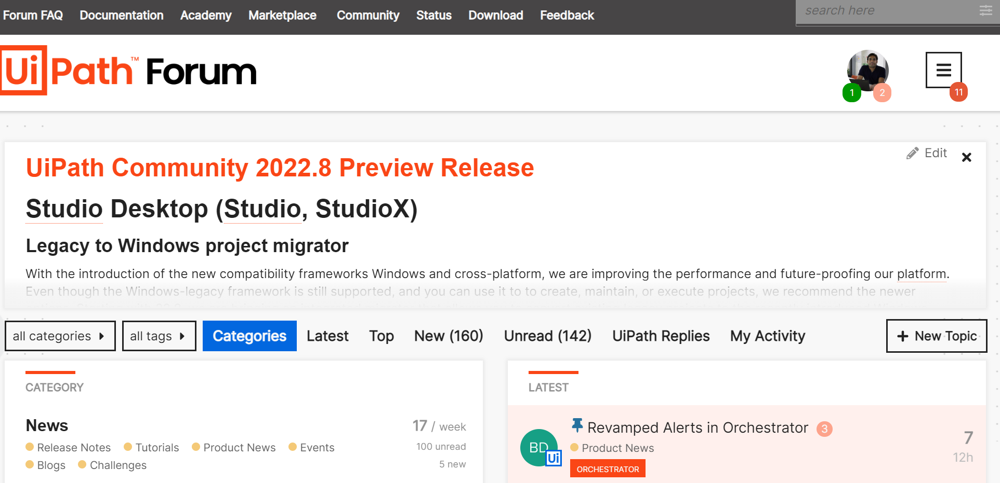 Forum FAQ Documentation Academy Marketplace Community Status Download Feedback
search here
UiPath™ Forum
1 2 11
Edit
UiPath Community 2022.8 Preview Release
Studio Desktop (Studio, StudioX)
Legacy to Windows project migrator
With the introduction of the new compatibility frameworks Windows and cross-platform, we are improving the performance and future-proofing our platform.
Even though the Windows-legacy framework is still supported, and you can use it to to create, maintain, or execute projects, we recommend the newer
all categories all tags Categories Latest Top New (160) Unread (142) UiPath Replies My Activity + New Topic
CATEGORY
News 17 / week
Release Notes Tutorials Product News Events 100 unread
Blogs Challenges 5 new
LATEST
Revamped Alerts in Orchestrator 3
BD Ui
Product News
ORCHESTRATOR
7
12h